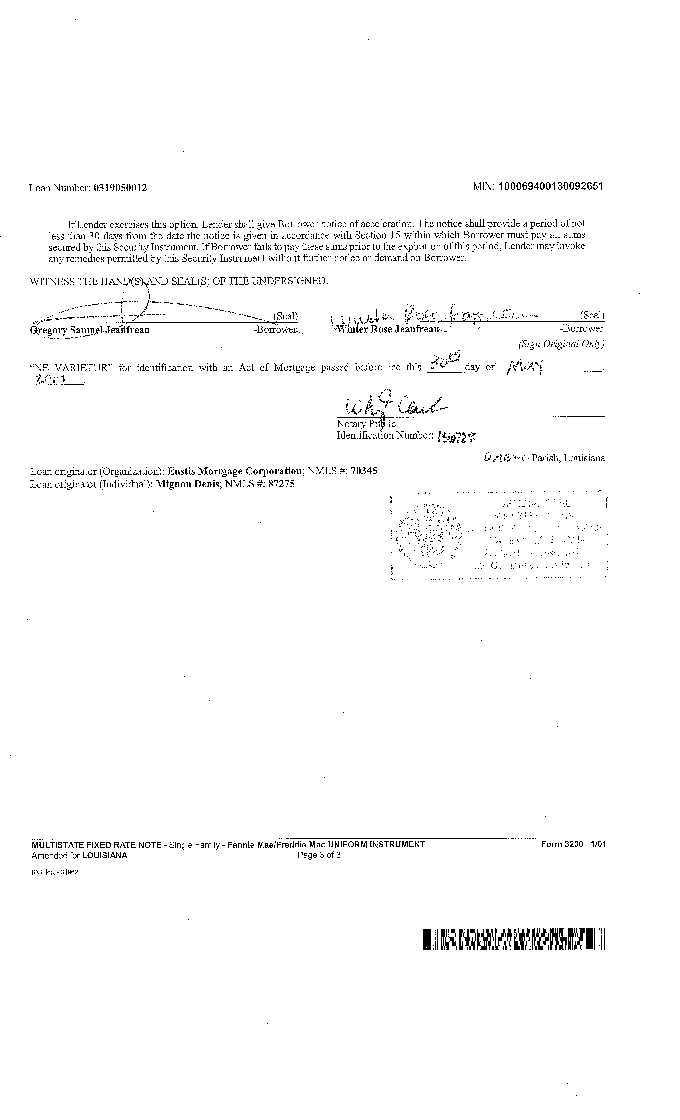 Loan Number: 0319050012 MIN: 100069400130092651
If Lender exercises this option, Lender shall give Borrower notice of acceleration. The notice shall provide a period of not
less than 30 days from the date the notice is given in accordance with Section 15 within which Borrower must pay all sums
secured by this Security Instrument. If Borrower fails to pay these sums prior to the expiration of this period, Lender may invoke
any remedies permitted by this Security Instrument without further notice or demand on Borrower.
WITNESS THE HAND(S) AND SEAL(S) OF THE UNDERSIGNED.
(Seal) Winter Rose (Seal)
Gregory Samuel Jeanfreau -Borrower Winter Rose Jeanfreau -Borrower
(Sign Original Only)
"NE VARIETUR" for identification with an Act of Mortgage passed before me this 30th day of MAY
Notary Public
Identification Number:
Parish, Louisiana
Loan originator (Organization): Eustis Mortgage Corporation; NMLS #: 70345
Loan originator (Individual): Mignon Denis; NMLS #: 87275
MULTISTATE FIXED RATE NOTE - Single Family - Fannie Mae/Freddie Mac UNIFORM INSTRUMENT Form 3200 1/01
Amended for LOUISIANA Page 3 of 3